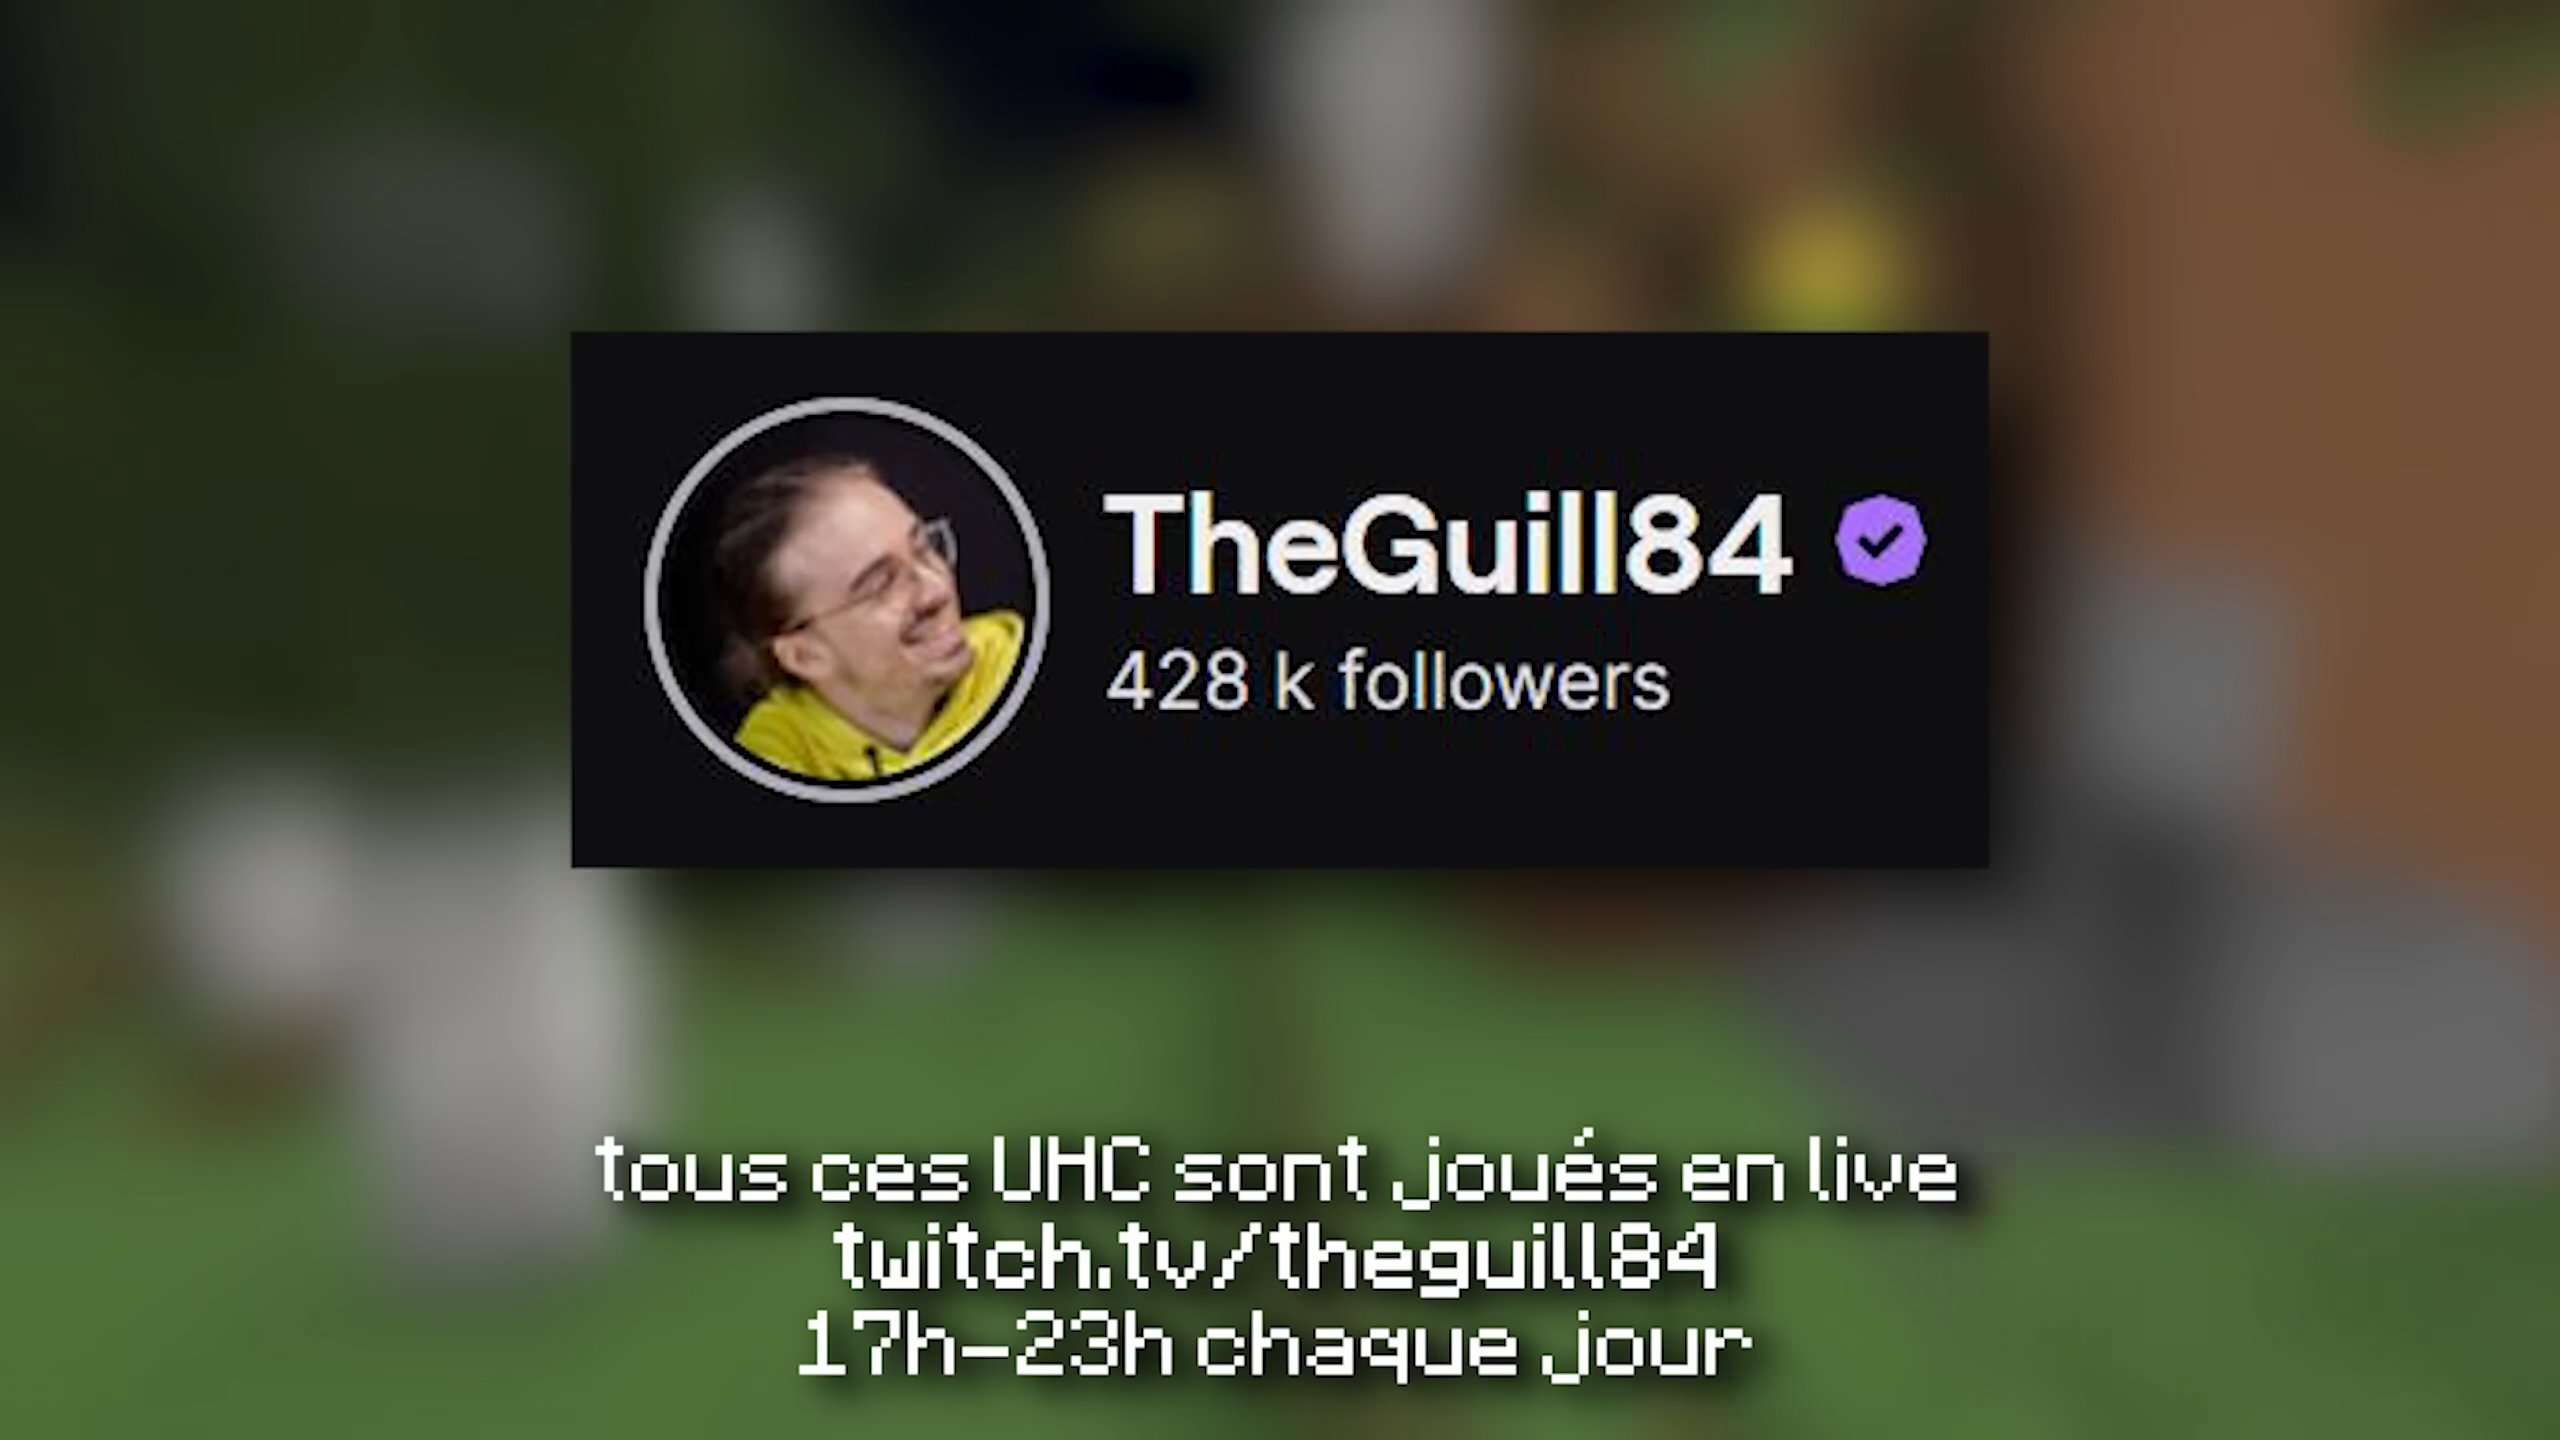 TheGuill84
428 k followers
tous ces UHC sont joués en live
twitch.tv/theguill84
17h-23h chaque jour